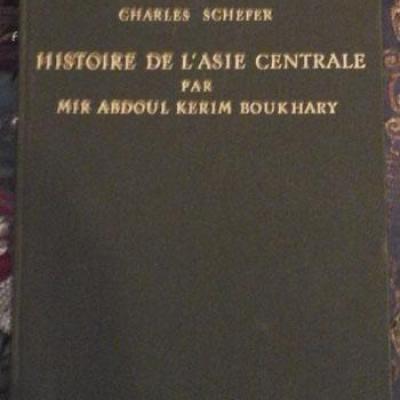 CHARLES SCHEFER
HISTOIRE DE L'ASIE CENTRALE
PAR
MIR ABDOUL KERIM BOUKHARY